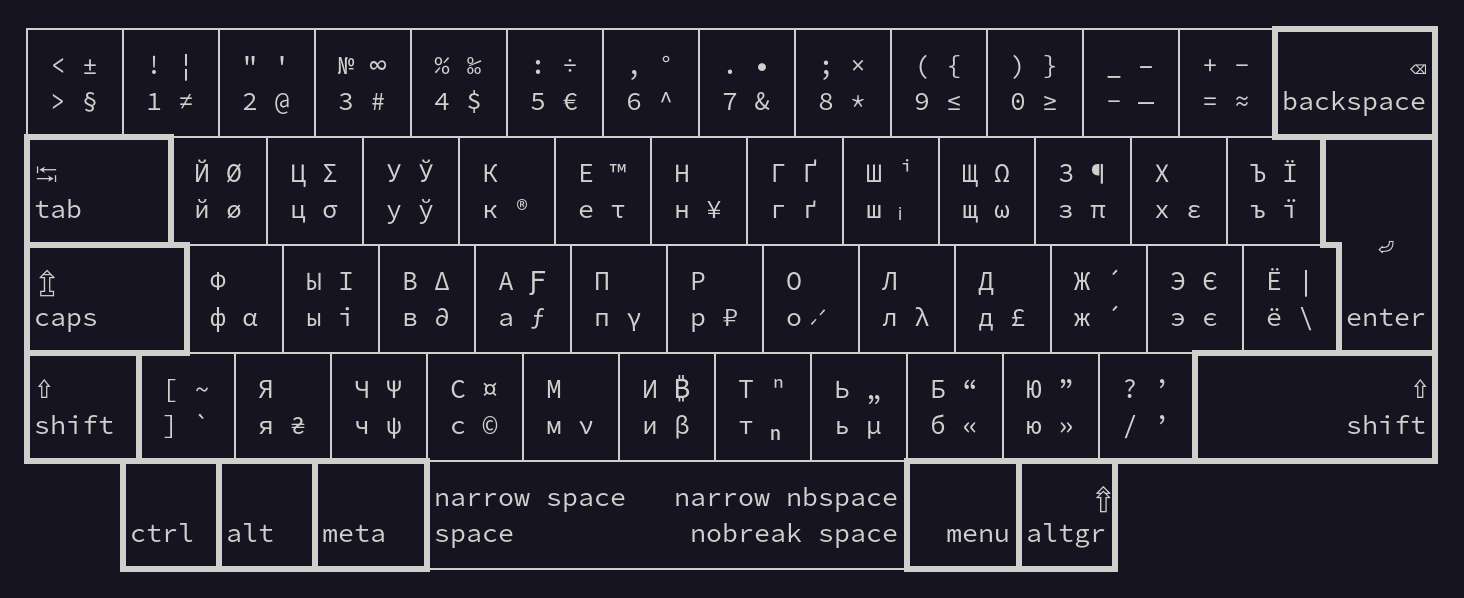 < ± ! ¦ " ' № ∞ % ‰ : ÷ , ° . • ; × ( { ) } _ – + − ⌫
> § 1 ≠ 2 @ 3 # 4 $ 5 € 6 ^ 7 & 8 * 9 ≤ 0 ≥ - — = ≈ backspace
↹ Й Ø Ц Σ У Ў К Е ™ Н Г Ґ Ш ⁱ Щ Ω З ¶ Х Ъ Ї
tab й ø ц σ у ў к ® е τ н ¥ г ґ ш ᵢ щ ω з π х ε ъ ї ⏎
⇫ Ф Ы І В Δ А Ƒ П Р О Л Д Ж ˊ Э Є Ё |
caps ф α ы і в ∂ а ƒ п γ р ₽ о л λ д £ ж ˊ э є ё \ enter
⇧ [ ~ Я Ч Ψ С ¤ М И ₿ Т ⁿ Ь „ Б “ Ю ” ? ’ ⇧
shift ] ` я ₴ ч ψ с © м ν и β т ₙ ь μ б « ю » / ’ shift
narrow space narrow nbspace ⇮
ctrl alt meta space nobreak space menu altgr